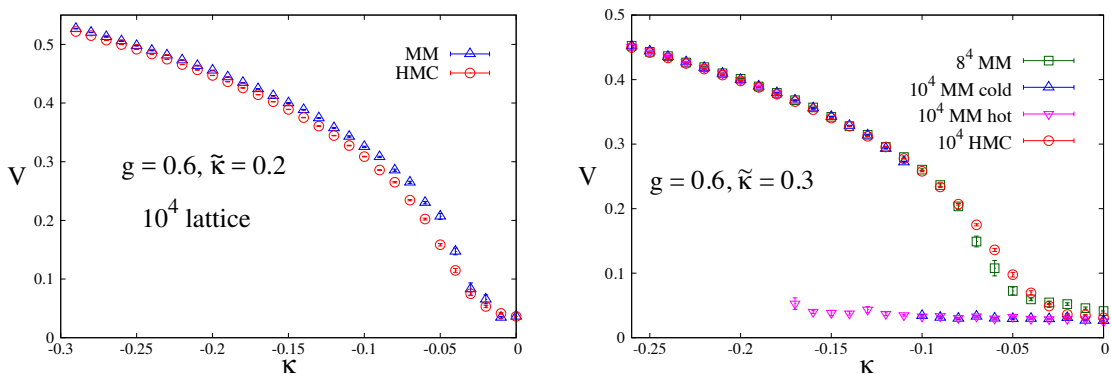 0.5
0.4
0.3
0.2
0.1
0
V
MM
HMC
g = 0.6, κ̃ = 0.2
10⁴ lattice
-0.3 -0.25 -0.2 -0.15 -0.1 -0.05 0
κ
0.5
0.4
0.3
0.2
0.1
0
V
8⁴ MM
10⁴ MM cold
10⁴ MM hot
10⁴ HMC
g = 0.6, κ̃ = 0.3
-0.25 -0.2 -0.15 -0.1 -0.05 0
κ